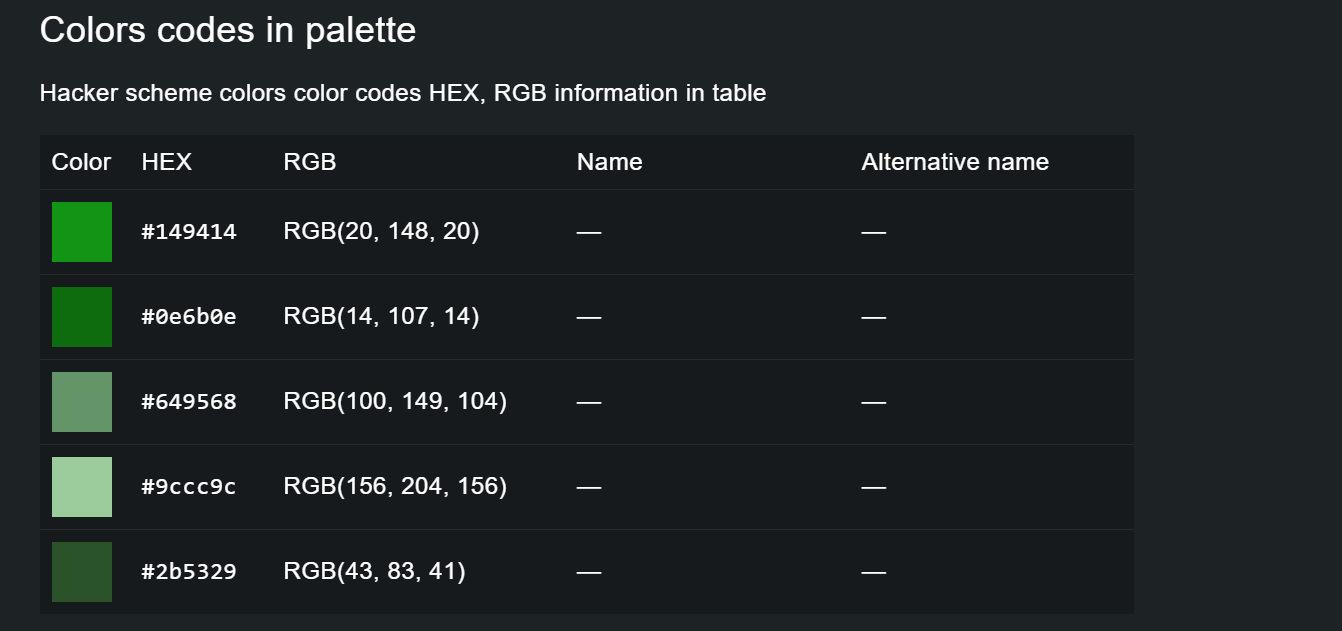 Colors codes in palette
Hacker scheme colors color codes HEX, RGB information in table
Color HEX RGB Name Alternative name
#149414 RGB(20, 148, 20) — —
#0e6b0e RGB(14, 107, 14) — —
#649568 RGB(100, 149, 104) — —
#9ccc9c RGB(156, 204, 156) — —
#2b5329 RGB(43, 83, 41) — —